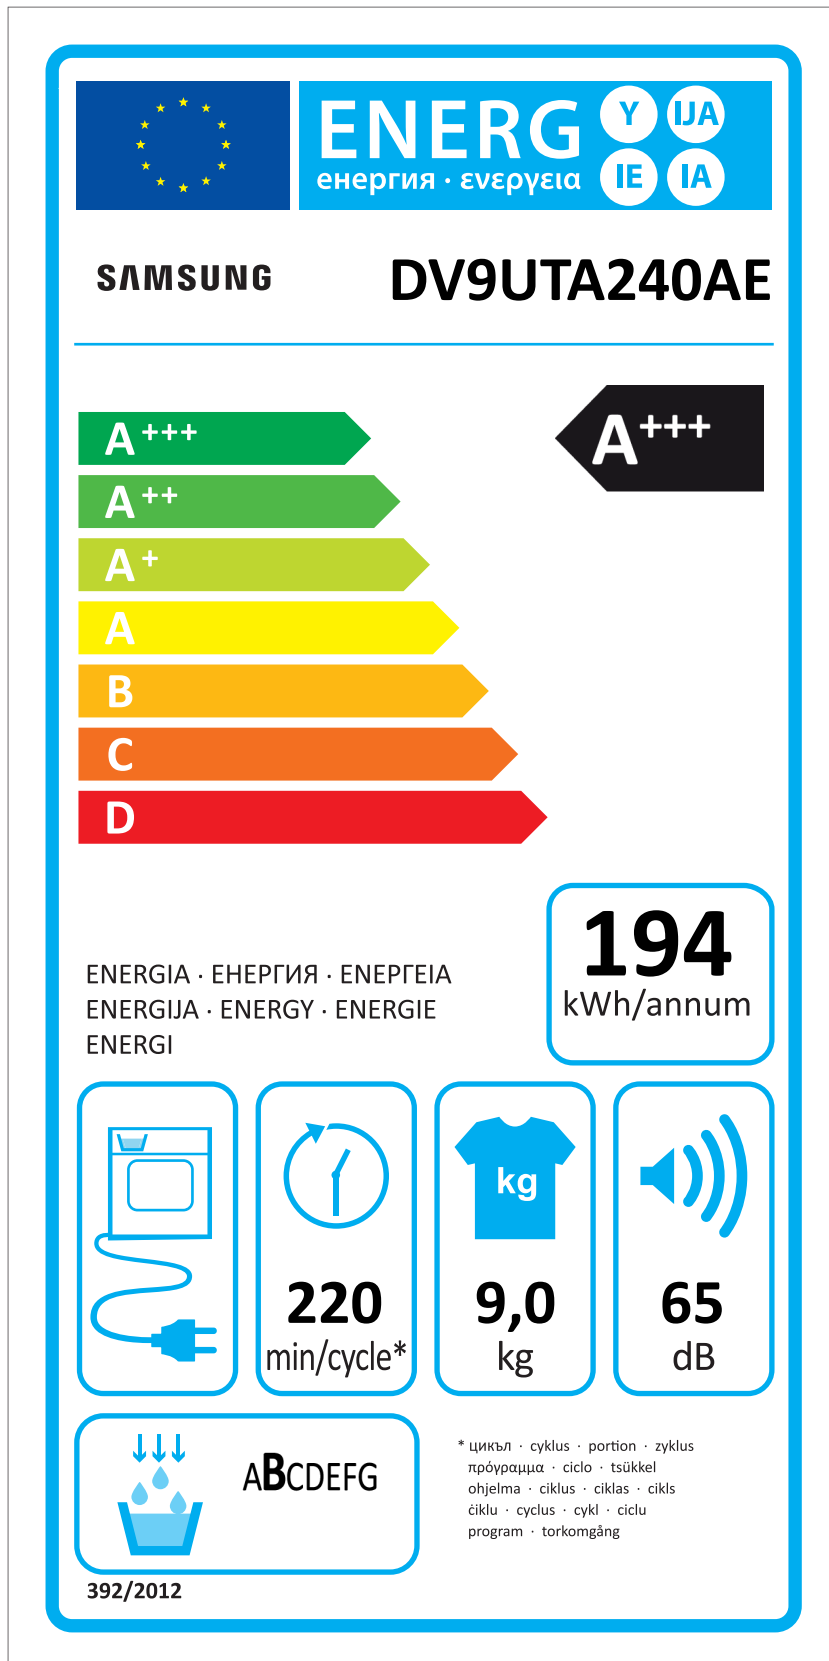 ENERG Y IJA
енергия · ενεργεια IE IA
SAMSUNG DV9UTA240AE
A+++
A+++
A++
A+
A
B
C
D
194
kWh/annum
ENERGIA · ЕНЕРГИЯ · ΕΝΕΡΓΕΙΑ
ENERGIJA · ENERGY · ENERGIE
ENERGI
kg
220
min/cycle*
9,0
kg
65
dB
ABCDEFG
* цикъл · cyklus · portion · zyklus
πρόγραμμα · ciclo · tsükkel
ohjelma · ciklus · ciklas · cikls
ċiklu · cyclus · cykl · ciclu
program · torkomgång
392/2012